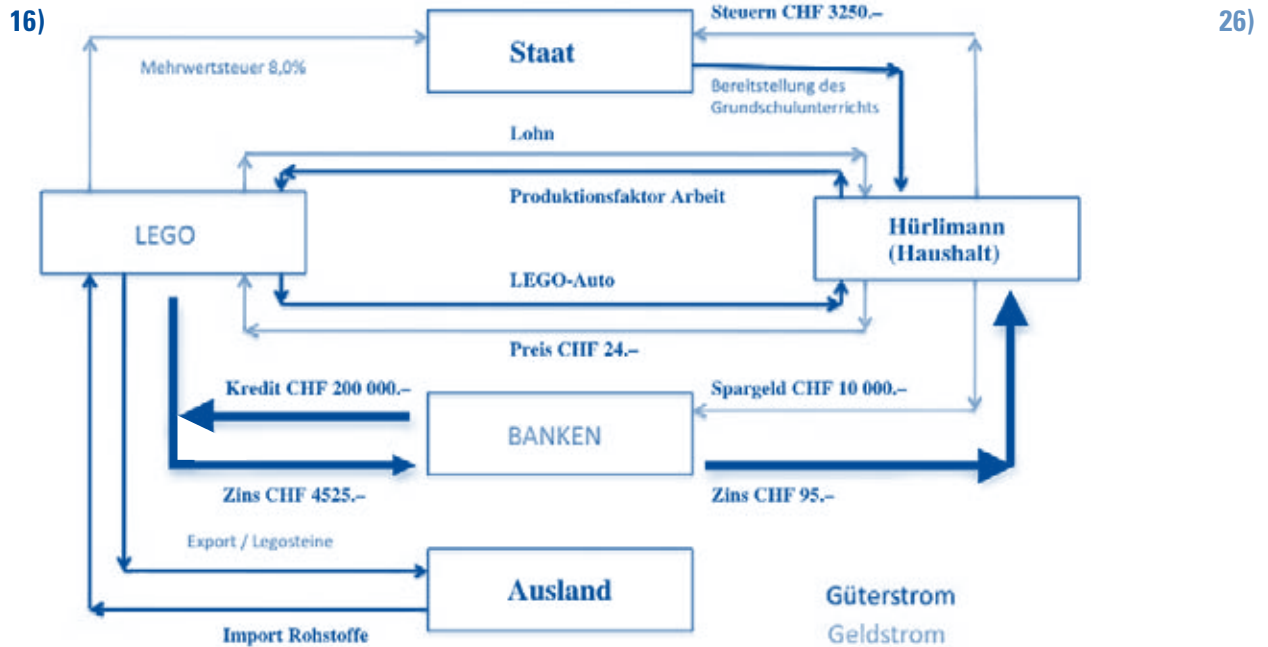 16)
26)
Steuern CHF 3250.–
Staat
Mehrwertsteuer 8,0%
Bereitstellung des
Grundschulunterrichts
Lohn
Produktionsfaktor Arbeit
LEGO
Hürlimann
(Haushalt)
LEGO-Auto
Preis CHF 24.–
Kredit CHF 200 000.–
Spargeld CHF 10 000.–
BANKEN
Zins CHF 4525.–
Zins CHF 95.–
Export / Legosteine
Ausland
Güterstrom
Geldstrom
Import Rohstoffe